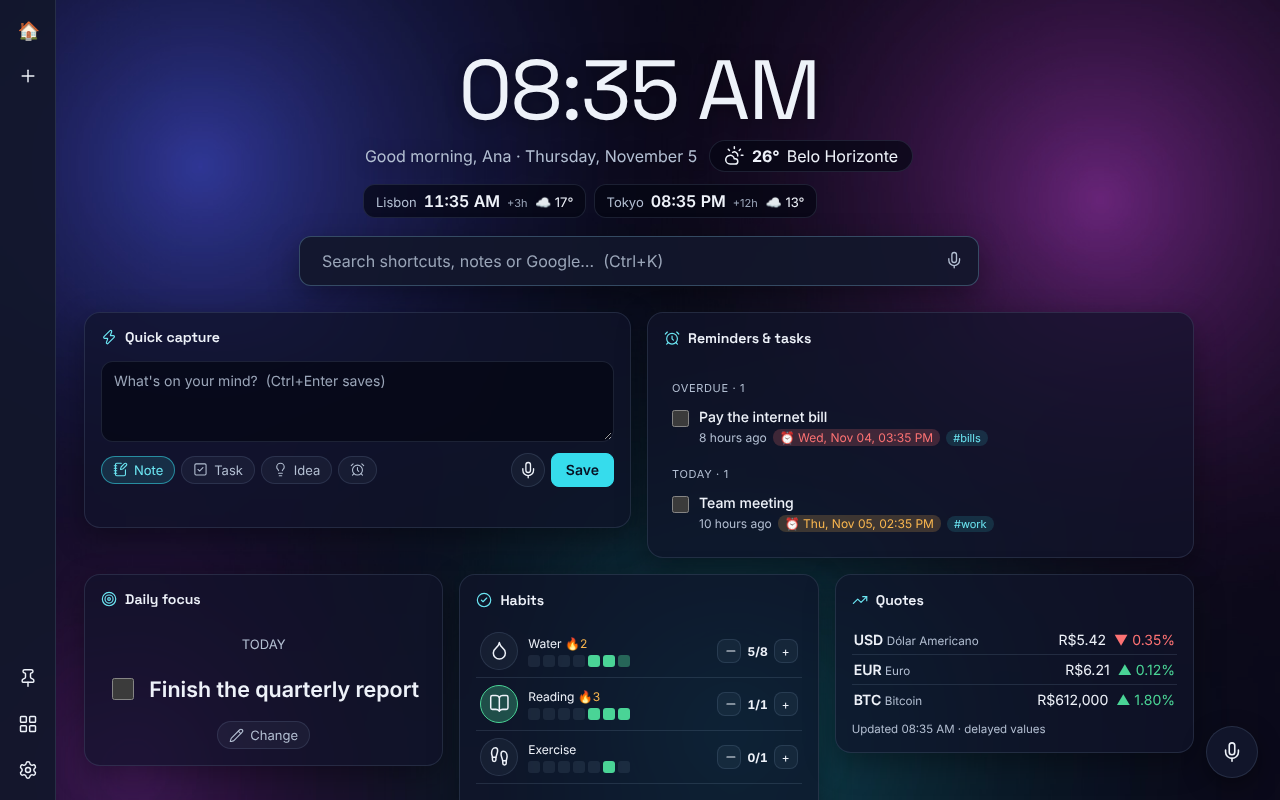 08:35 AM
Good morning, Ana · Thursday, November 5
26° Belo Horizonte
Lisbon 11:35 AM +3h 17°
Tokyo 08:35 PM +12h 13°
Search shortcuts, notes or Google... (Ctrl+K)
Quick capture
What's on your mind? (Ctrl+Enter saves)
Note
Task
Idea
Save
Reminders & tasks
OVERDUE · 1
Pay the internet bill
8 hours ago ⏰ Wed, Nov 04, 03:35 PM #bills
TODAY · 1
Team meeting
10 hours ago ⏰ Thu, Nov 05, 02:35 PM #work
Daily focus
TODAY
Finish the quarterly report
Change
Habits
Water 🔥2
− 5/8 +
Reading 🔥3
− 1/1 +
Exercise
− 0/1 +
Quotes
USD Dólar Americano R$5.42 ▼ 0.35%
EUR Euro R$6.21 ▲ 0.12%
BTC Bitcoin R$612,000 ▲ 1.80%
Updated 08:35 AM · delayed values